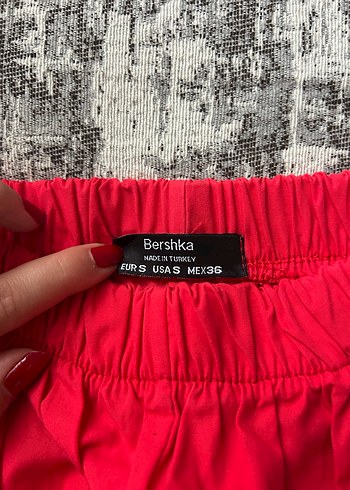 Bershka
MADE IN TURKEY
EUR S USA S MEX 36